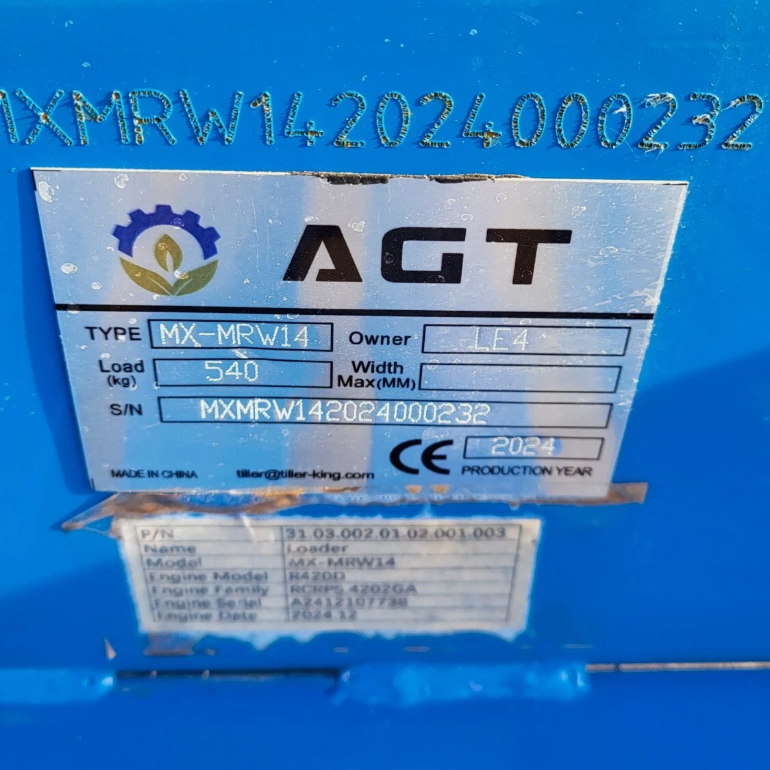 MXMRW142024000232
AGT
TYPE MX-MRW14 Owner LE4
Load (kg) 540 Width Max(MM)
S/N MXMRW142024000232
CE 2024
MADE IN CHINA tiller@tiller-king.com PRODUCTION YEAR
P/N 31.03.002.01.02.001.003
Name Loader
Model MX-MRW14
Engine Model R420D
Engine Family RCRPS.4202GA
Engine Serial A2412107738
Engine Date 2024.12